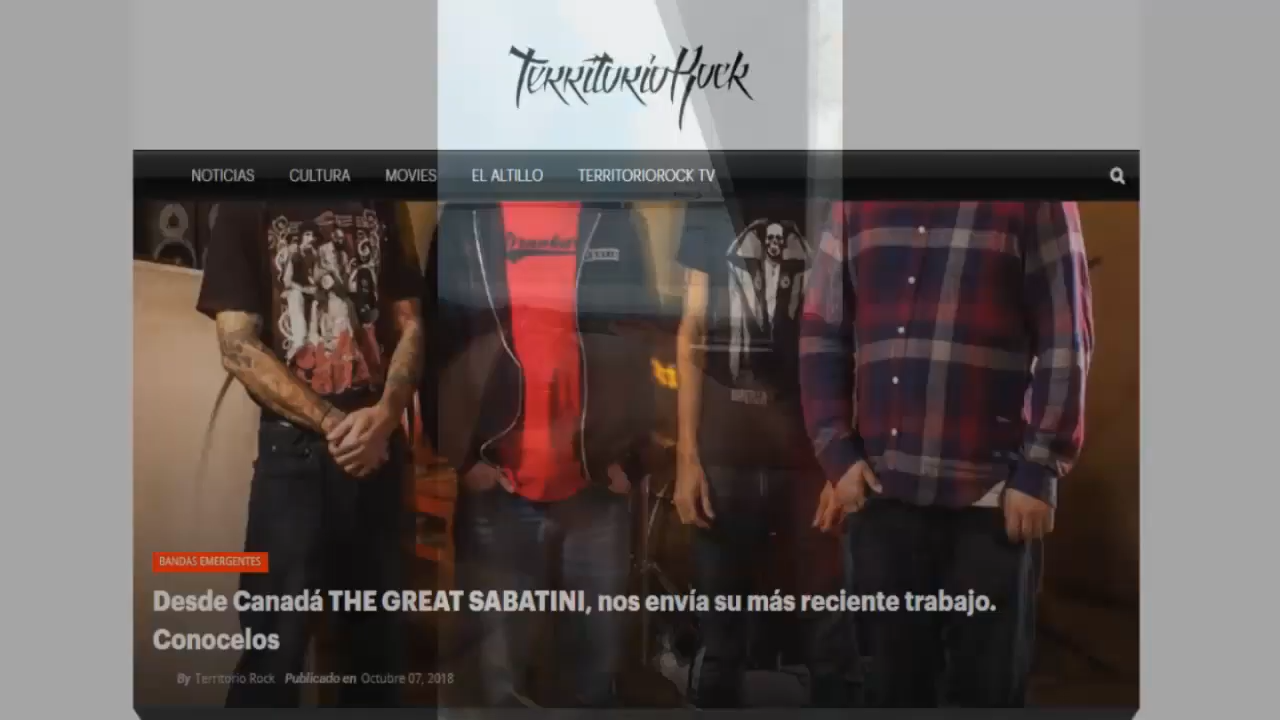 TerritorioRock
NOTICIAS CULTURA MOVIES EL ALTILLO TERRITORIOROCK TV
BANDAS EMERGENTES
Desde Canadá THE GREAT SABATINI, nos envía su más reciente trabajo.
Conocelos
By Territorio Rock Publicado en Octubre 07, 2018